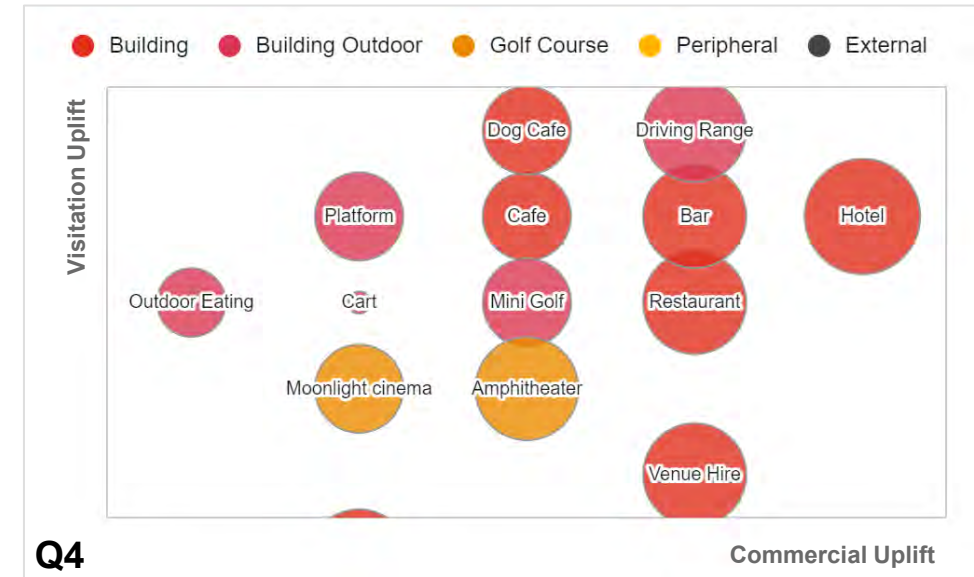 Building Building Outdoor Golf Course Peripheral External
Visitation Uplift
Dog Cafe Driving Range
Platform Cafe Bar Hotel
Outdoor Eating Cart Mini Golf Restaurant
Moonlight cinema Amphitheater
Venue Hire
Q4 Commercial Uplift